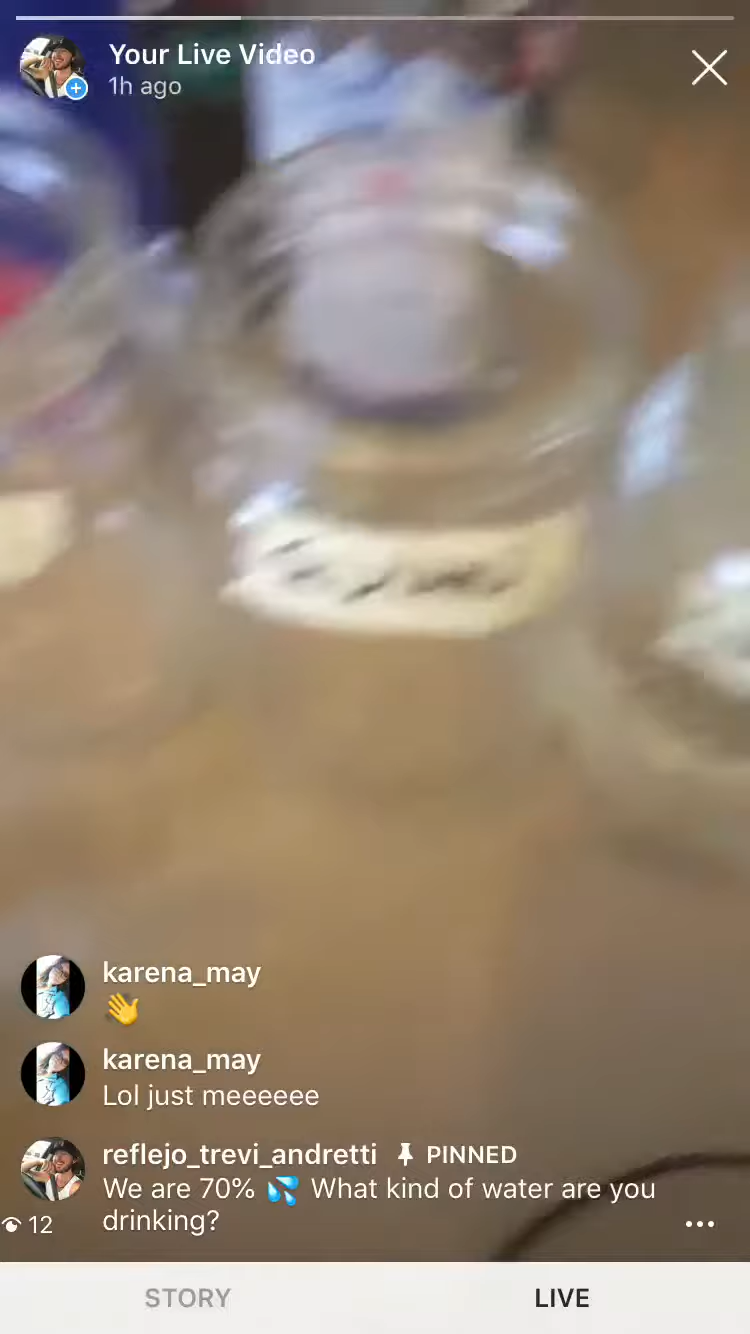 Your Live Video
1h ago
karena_may
👋
karena_may
Lol just meeeeee
reflejo_trevi_andretti PINNED
We are 70% 💦 What kind of water are you
drinking?
12
STORY LIVE